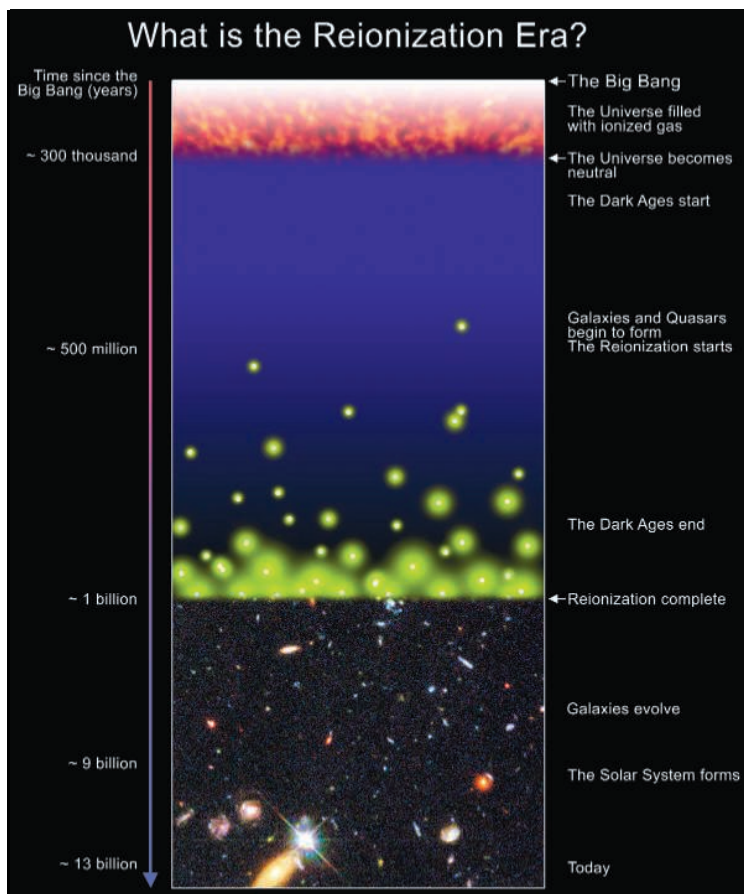 What is the Reionization Era?
Time since the
Big Bang (years)
The Big Bang
The Universe filled
with ionized gas
~ 300 thousand
The Universe becomes
neutral
The Dark Ages start
Galaxies and Quasars
begin to form
~ 500 million
The Reionization starts
The Dark Ages end
~ 1 billion
Reionization complete
Galaxies evolve
~ 9 billion
The Solar System forms
~ 13 billion
Today